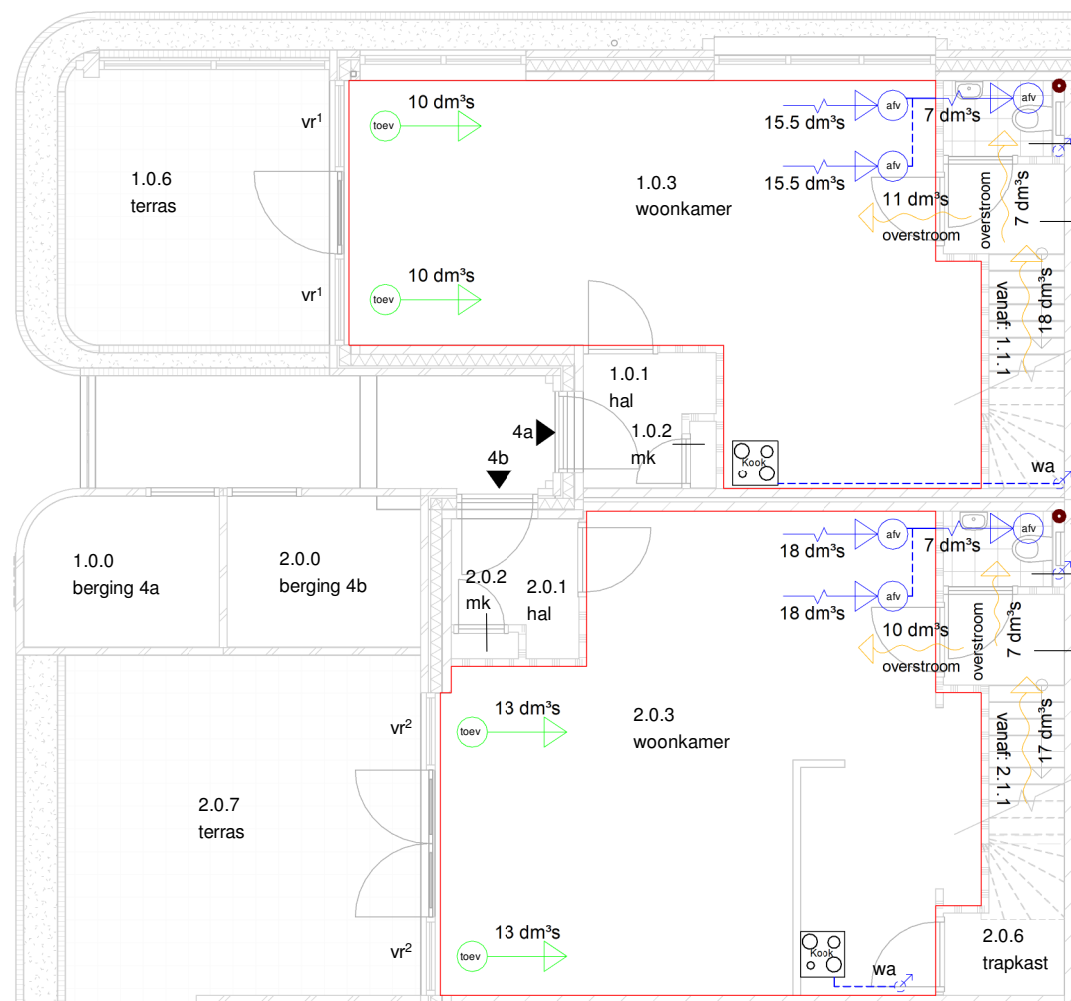 10 dm³s
toev
vr¹
afv
15.5 dm³s
7 dm³s
afv
afv
15.5 dm³s
1.0.6
terras
1.0.3
woonkamer
11 dm³s
overstroom
overstroom
7 dm³s
10 dm³s
toev
vr¹
vanaf: 1.1.1
18 dm³s
1.0.1
hal
1.0.2
mk
4a
4b
Kook
wa
1.0.0
berging 4a
2.0.0
berging 4b
2.0.2
mk
2.0.1
hal
afv
18 dm³s
7 dm³s
afv
afv
18 dm³s
10 dm³s
overstroom
overstroom
7 dm³s
13 dm³s
toev
vr²
2.0.3
woonkamer
vanaf: 2.1.1
17 dm³s
2.0.7
terras
13 dm³s
toev
vr²
Kook
wa
2.0.6
trapkast